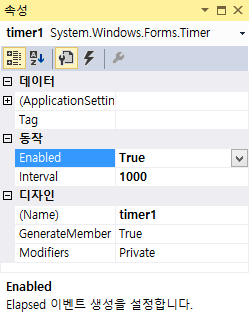 속성
timer1 System.Windows.Forms.Timer
데이터
(ApplicationSettin
Tag
동작
Enabled True
Interval 1000
디자인
(Name) timer1
GenerateMember True
Modifiers Private
Enabled
Elapsed 이벤트 생성을 설정합니다.